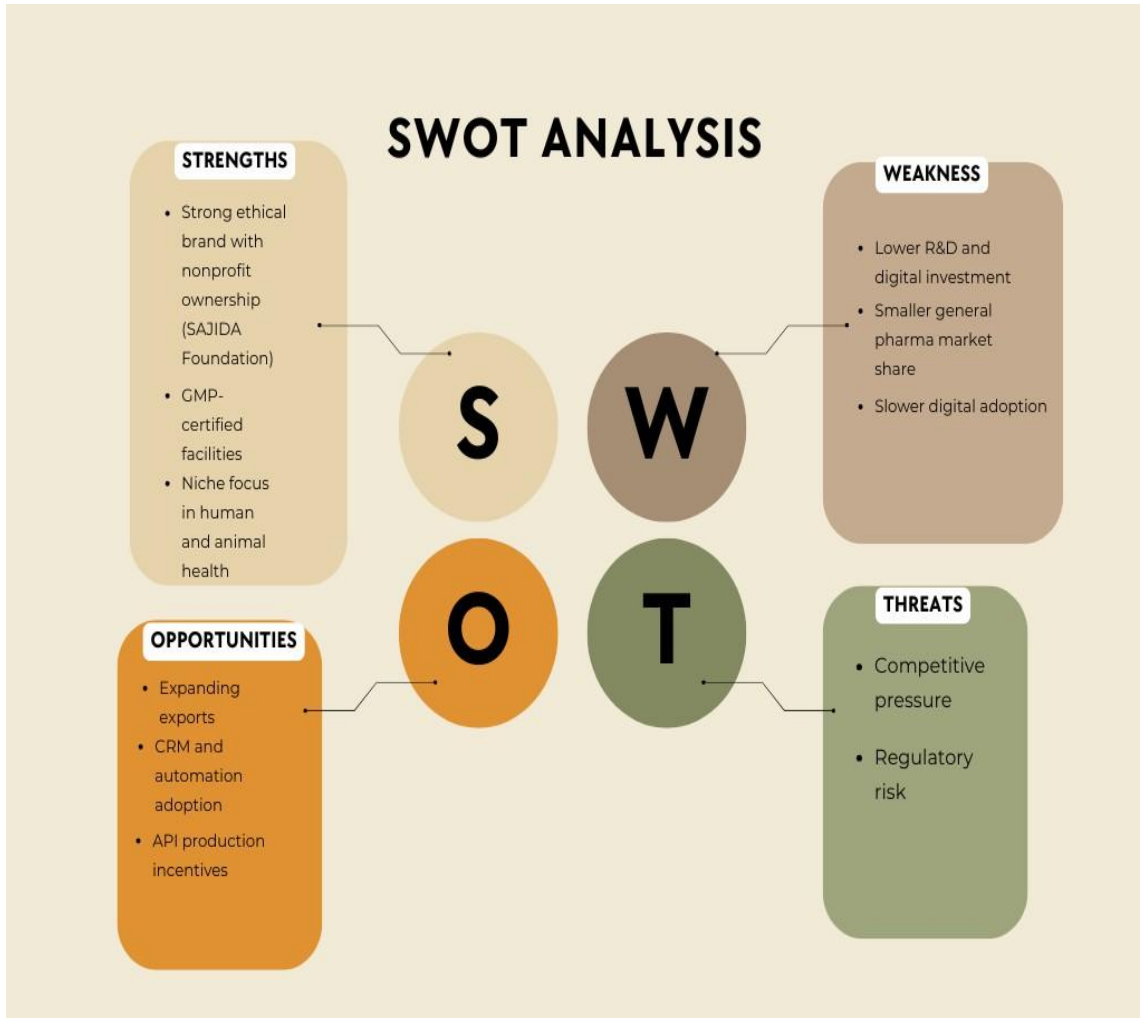 SWOT ANALYSIS
STRENGTHS
• Strong ethical
brand with
nonprofit
ownership
(SAJIDA
Foundation)
• GMP-
certified
facilities
• Niche focus
in human
and animal
health
WEAKNESS
• Lower R&D and
digital investment
• Smaller general
pharma market
share
• Slower digital adoption
S
W
O
T
OPPORTUNITIES
• Expanding
exports
• CRM and
automation
adoption
• API production
incentives
THREATS
• Competitive
pressure
• Regulatory
risk